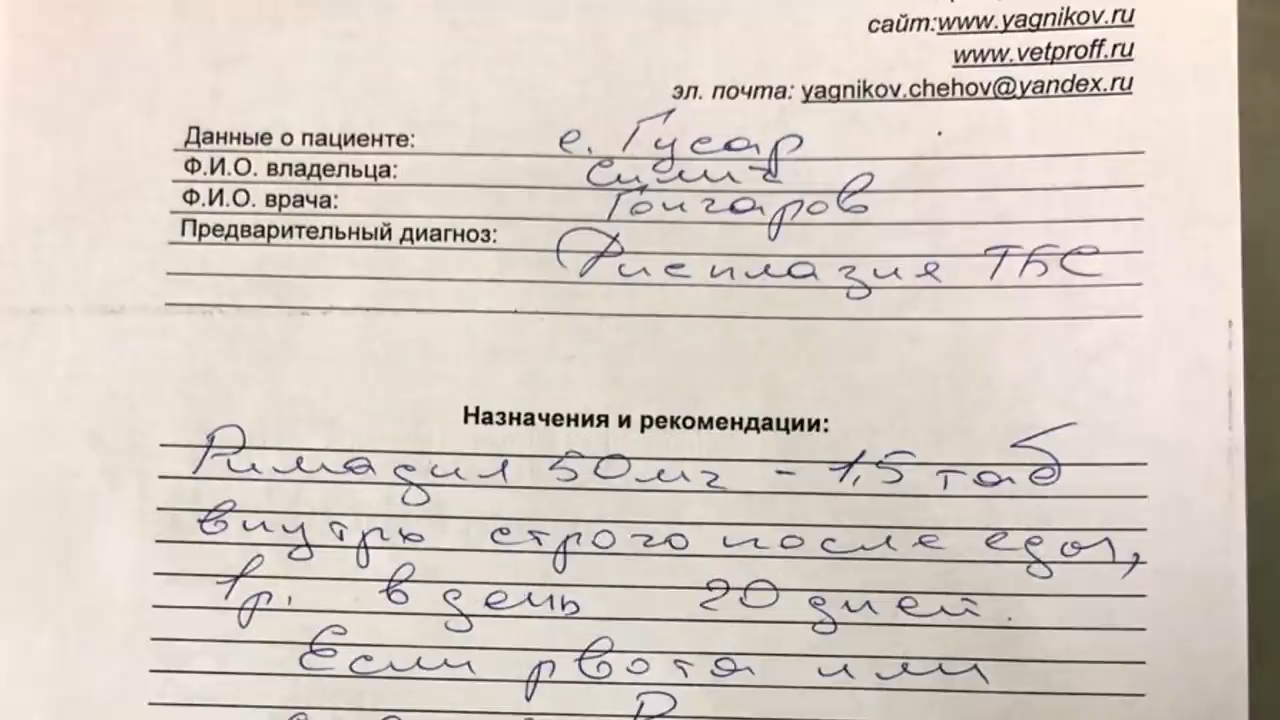 сайт:www.yagnikov.ru
www.vetproff.ru
эл. почта: yagnikov.chehov@yandex.ru
Данные о пациенте: с. Гусар
Ф.И.О. владельца:
Ф.И.О. врача: Гончаров
Предварительный диагноз:
Дисплазия ТБС
Назначения и рекомендации:
Римадил 50мг - 1,5 таб
внутрь строго после еды,
1р. в день 20 дней.
Если рвота или